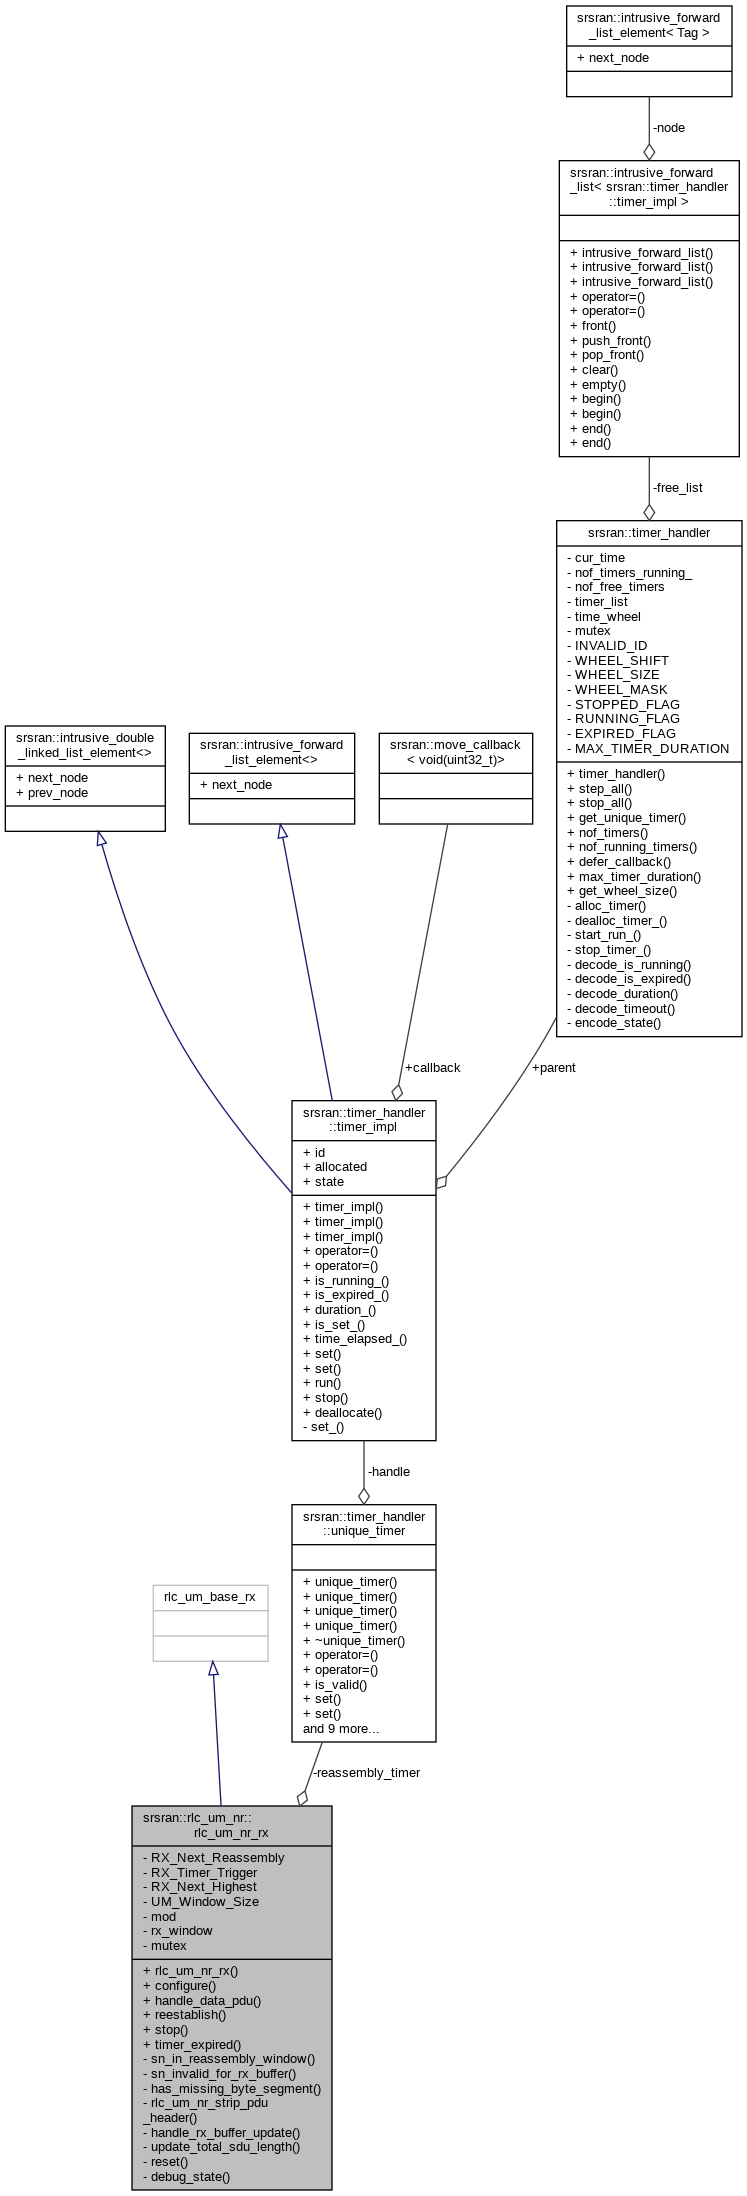 srsran::intrusive_forward
_list_element< Tag >
+ next_node
-node
srsran::intrusive_forward
_list< srsran::timer_handler
::timer_impl >
+ intrusive_forward_list()
+ intrusive_forward_list()
+ intrusive_forward_list()
+ operator=()
+ operator=()
+ front()
+ push_front()
+ pop_front()
+ clear()
+ empty()
+ begin()
+ begin()
+ end()
+ end()
-free_list
srsran::timer_handler
- cur_time
- nof_timers_running_
- nof_free_timers
- timer_list
- time_wheel
- mutex
- INVALID_ID
- WHEEL_SHIFT
- WHEEL_SIZE
- WHEEL_MASK
- STOPPED_FLAG
- RUNNING_FLAG
- EXPIRED_FLAG
- MAX_TIMER_DURATION
+ timer_handler()
+ step_all()
+ stop_all()
+ get_unique_timer()
+ nof_timers()
+ nof_running_timers()
+ defer_callback()
+ max_timer_duration()
+ get_wheel_size()
- alloc_timer()
- dealloc_timer_()
- start_run_()
- stop_timer_()
- decode_is_running()
- decode_is_expired()
- decode_duration()
- decode_timeout()
- encode_state()
srsran::intrusive_double
_linked_list_element<>
+ next_node
+ prev_node
srsran::intrusive_forward
_list_element<>
+ next_node
srsran::move_callback
< void(uint32_t)>
+callback
+parent
srsran::timer_handler
::timer_impl
+ id
+ allocated
+ state
+ timer_impl()
+ timer_impl()
+ timer_impl()
+ operator=()
+ operator=()
+ is_running_()
+ is_expired_()
+ duration_()
+ is_set_()
+ time_elapsed_()
+ set()
+ set()
+ run()
+ stop()
+ deallocate()
- set_()
-handle
srsran::timer_handler
::unique_timer
+ unique_timer()
+ unique_timer()
+ unique_timer()
+ unique_timer()
+ ~unique_timer()
+ operator=()
+ operator=()
+ is_valid()
+ set()
+ set()
and 9 more...
rlc_um_base_rx
-reassembly_timer
srsran::rlc_um_nr::
rlc_um_nr_rx
- RX_Next_Reassembly
- RX_Timer_Trigger
- RX_Next_Highest
- UM_Window_Size
- mod
- rx_window
- mutex
+ rlc_um_nr_rx()
+ configure()
+ handle_data_pdu()
+ reestablish()
+ stop()
+ timer_expired()
- sn_in_reassembly_window()
- sn_invalid_for_rx_buffer()
- has_missing_byte_segment()
- rlc_um_nr_strip_pdu
_header()
- handle_rx_buffer_update()
- update_total_sdu_length()
- reset()
- debug_state()